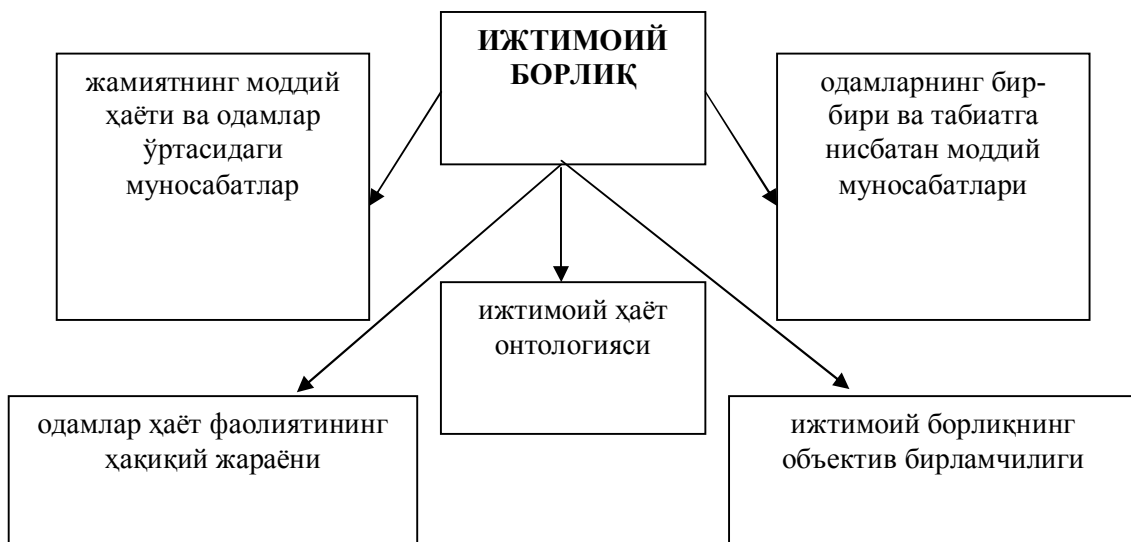 ИЖТИМОИЙ
БОРЛИҚ
жамиятнинг моддий
ҳаёти ва одамлар
ўртасидаги
муносабатлар
одамларнинг бир-
бири ва табиатга
нисбатан моддий
муносабатлари
ижтимоий ҳаёт
онтологияси
одамлар ҳаёт фаолиятининг
ҳақиқий жараёни
ижтимоий борлиқнинг
объектив бирламчилиги